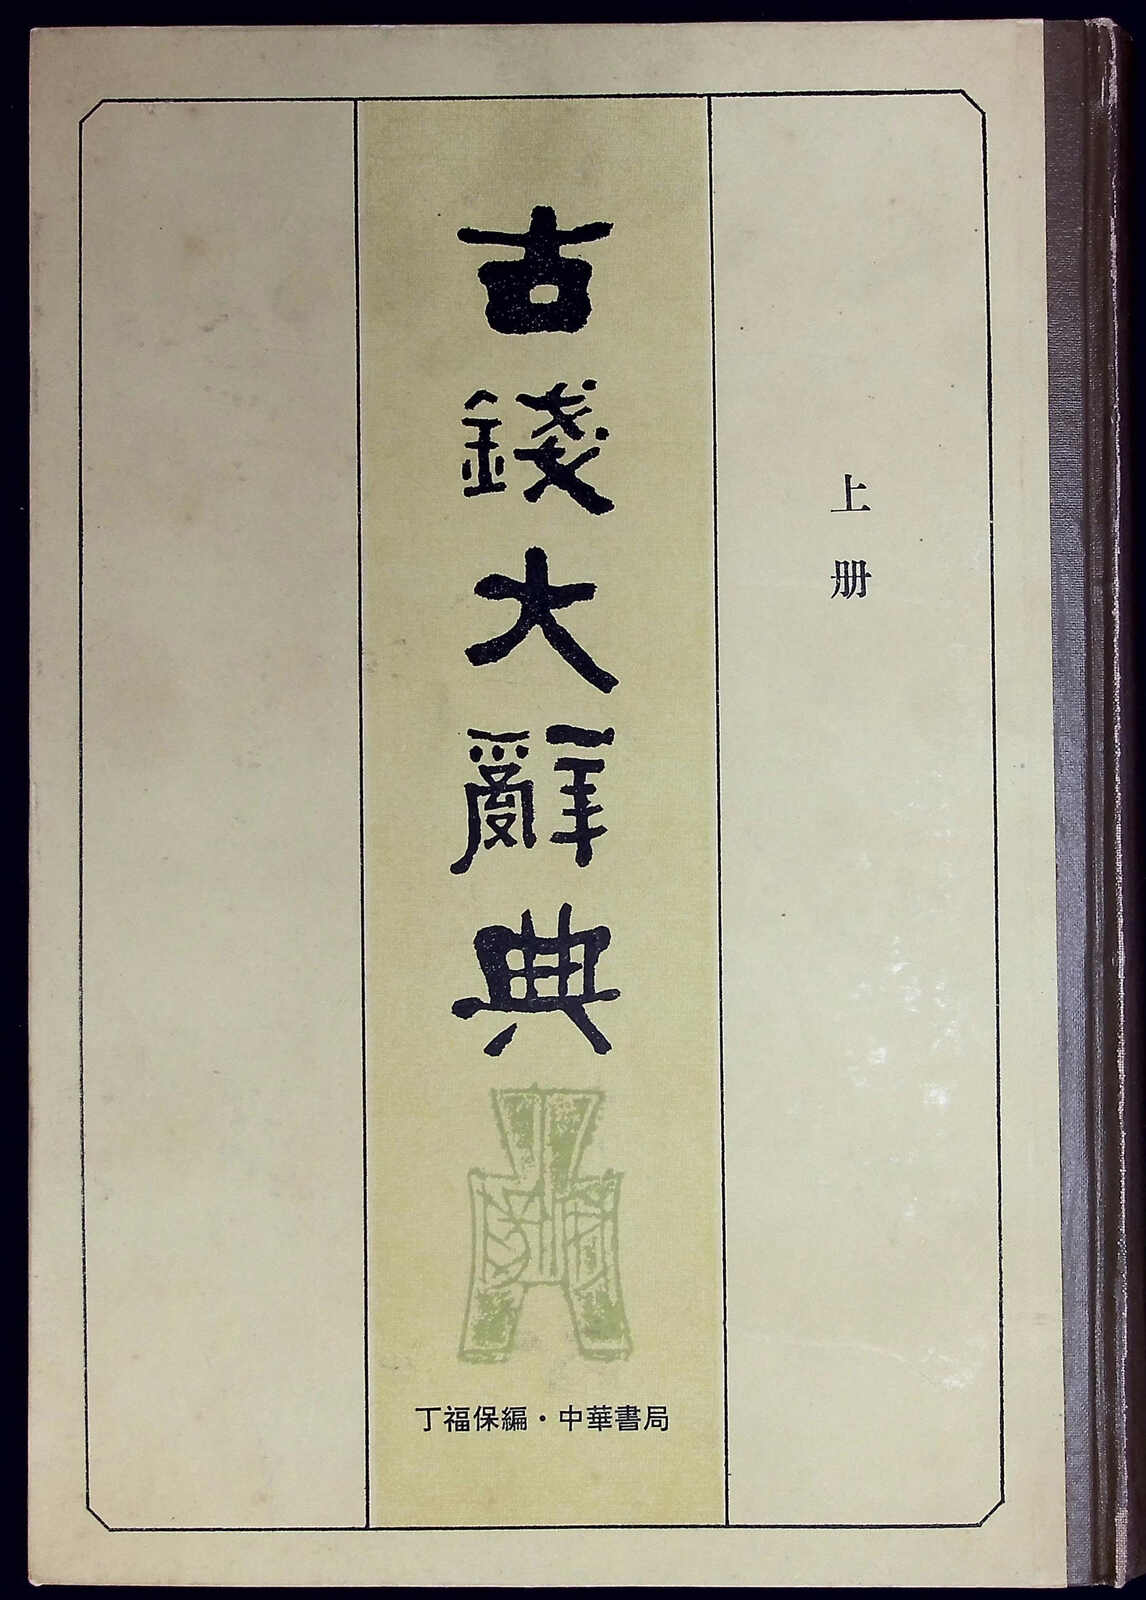 上册
古錢大辭典
丁福保編·中華書局